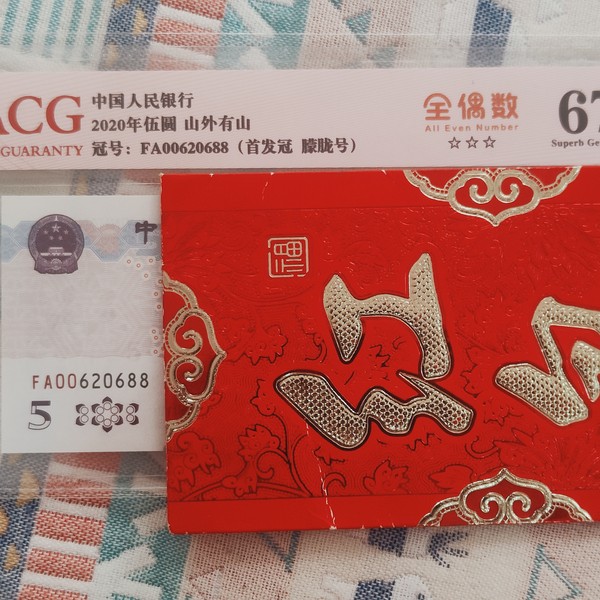 ACG
GUARANTY
中国人民银行
2020年伍圆 山外有山
冠号：FA00620688（首发冠 朦胧号）
全偶数
All Even Number
☆☆☆
67
Superb Ge
中
FA00620688
5